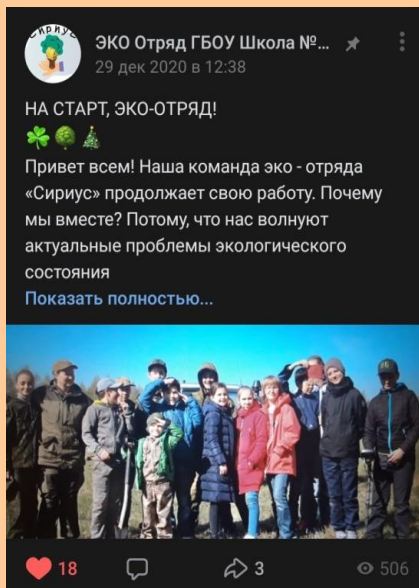 Сириус
ЭКО Отряд ГБОУ Школа №...
29 дек 2020 в 12:38
НА СТАРТ, ЭКО-ОТРЯД!
Привет всем! Наша команда эко - отряда
«Сириус» продолжает свою работу. Почему
мы вместе? Потому, что нас волнуют
актуальные проблемы экологического
состояния
Показать полностью...
18
3
506